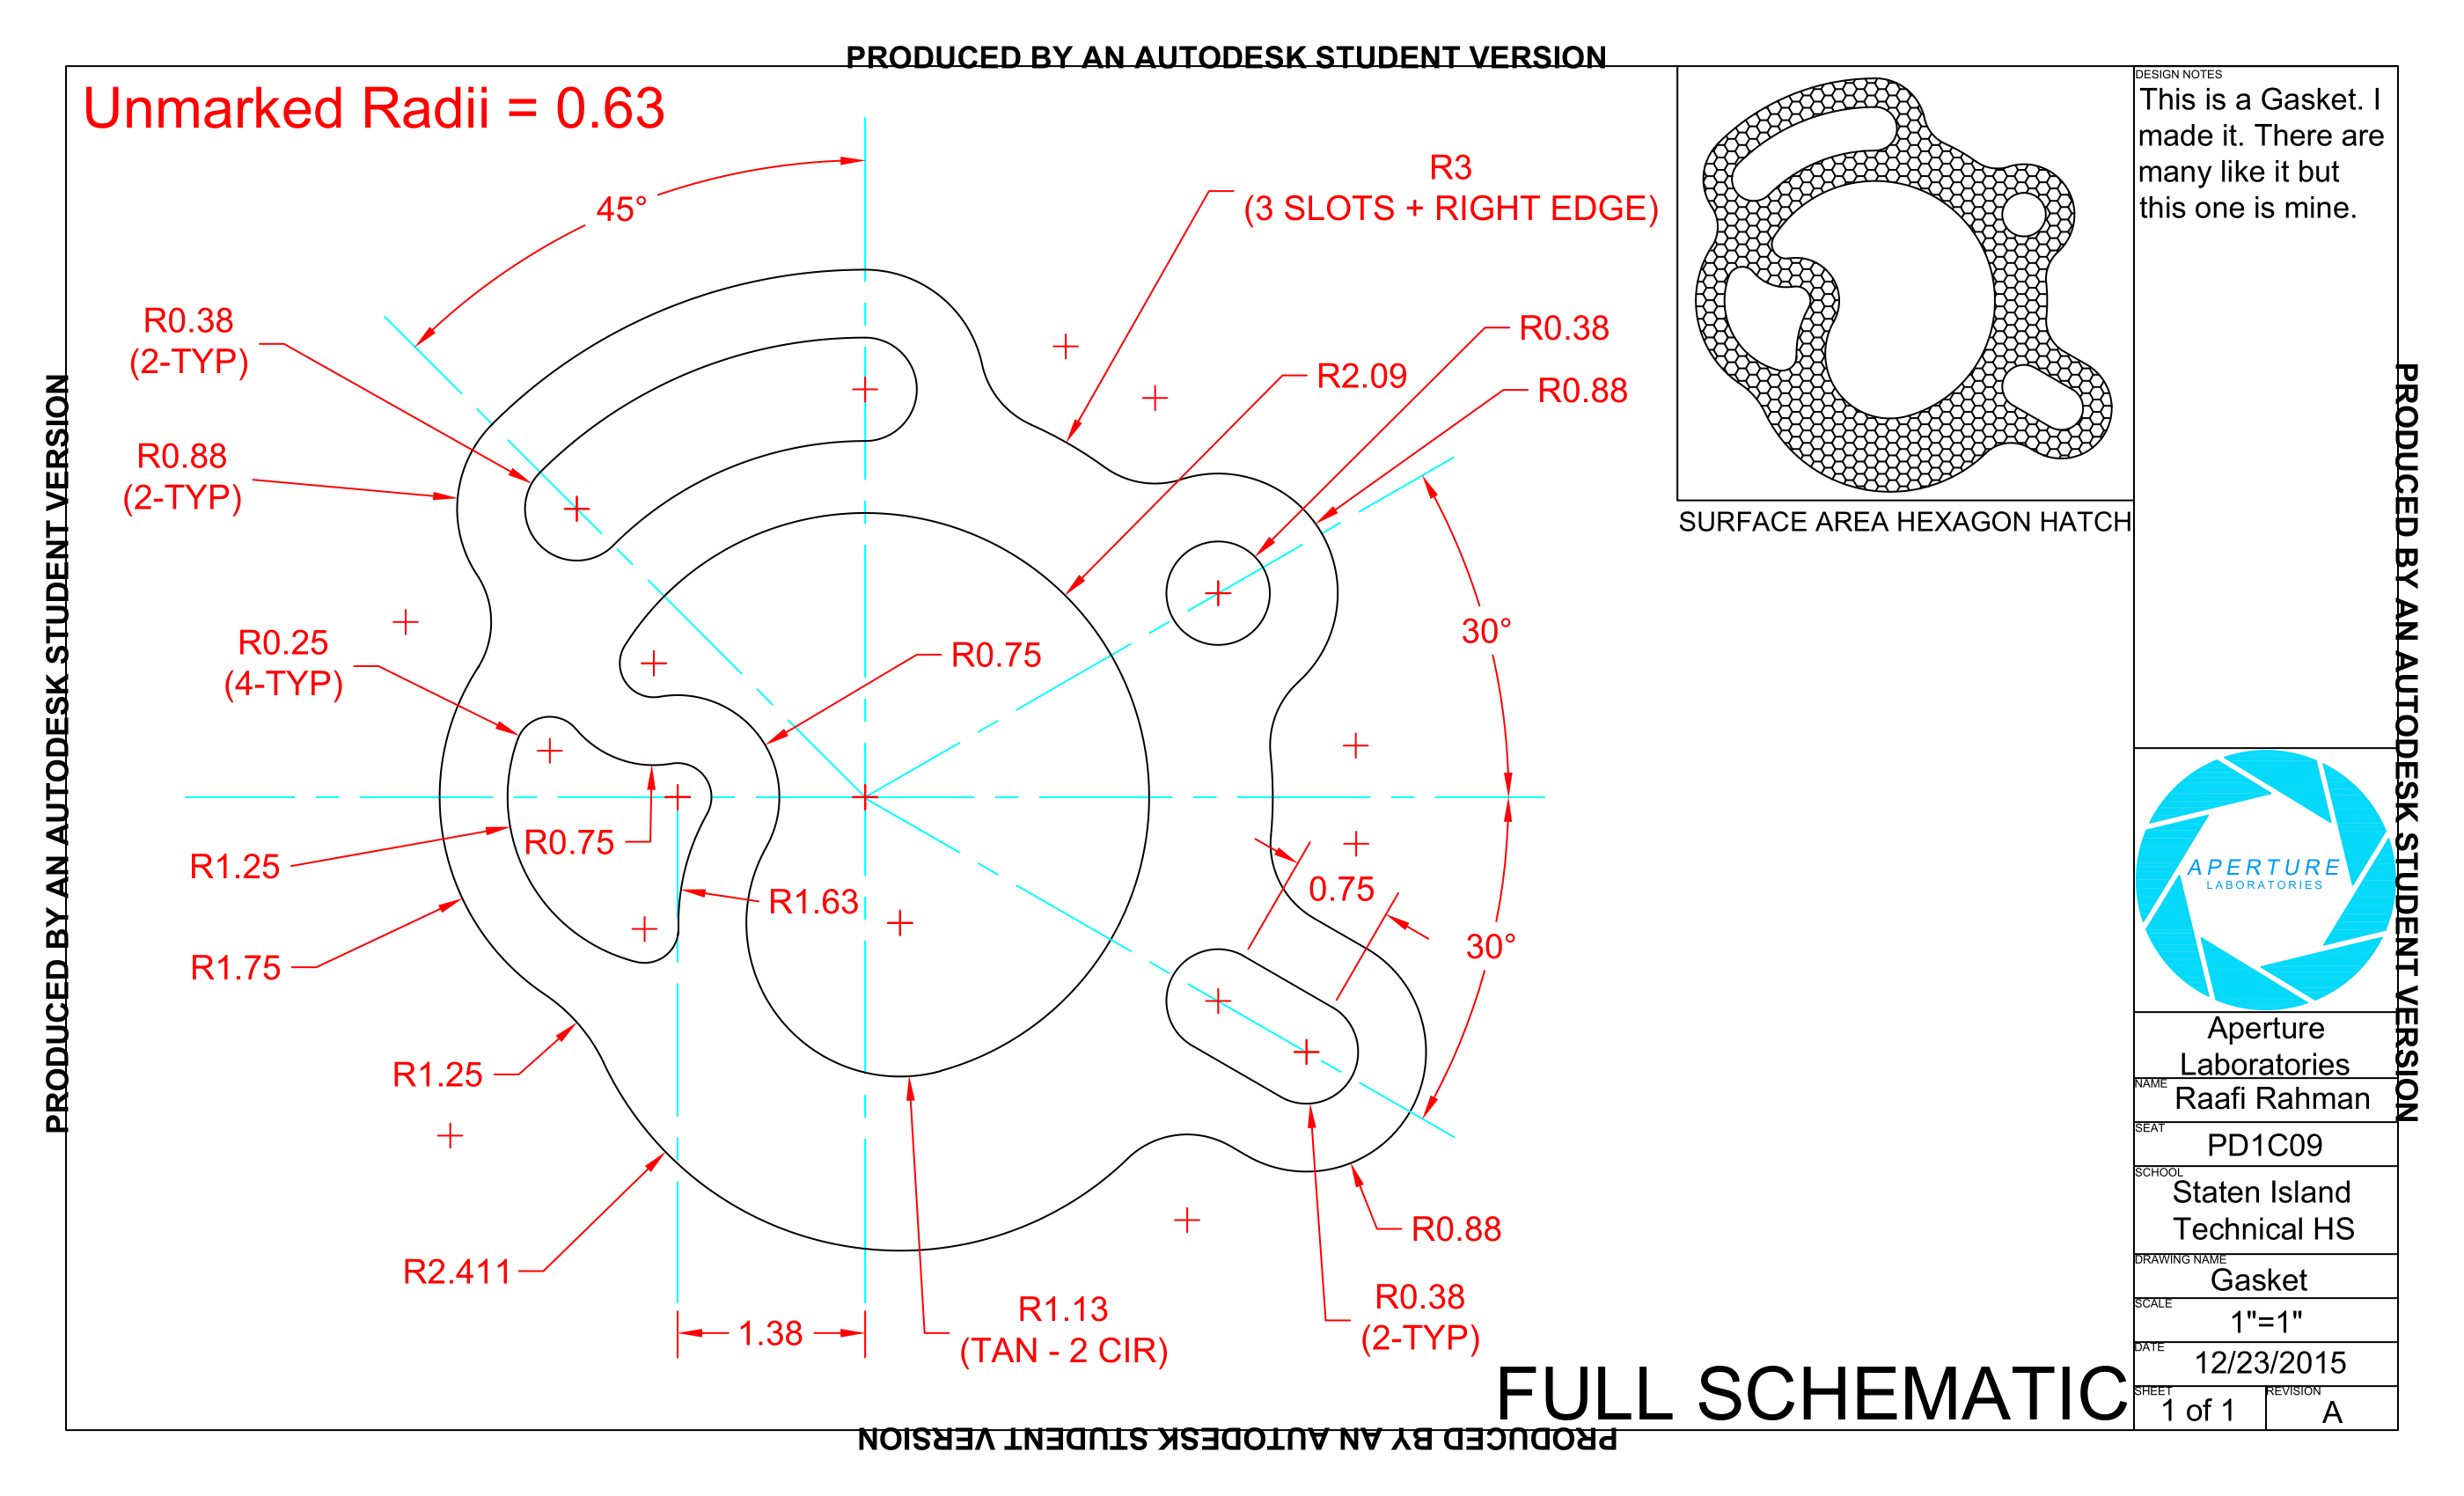 PRODUCED BY AN AUTODESK STUDENT VERSION
Unmarked Radii = 0.63
45°
R3
(3 SLOTS + RIGHT EDGE)
R0.38
(2-TYP)
R0.88
(2-TYP)
R0.38
R2.09
R0.88
R0.25
(4-TYP)
R0.75
30°
R0.75
R1.25
R1.63
0.75
30°
R1.75
R1.25
R2.411
1.38
R1.13
(TAN - 2 CIR)
R0.88
R0.38
(2-TYP)
FULL SCHEMATIC
SURFACE AREA HEXAGON HATCH
DESIGN NOTES
This is a Gasket. I
made it. There are
many like it but
this one is mine.
APERTURE
LABORATORIES
Aperture
Laboratories
NAME
Raafi Rahman
SEAT
PD1C09
SCHOOL
Staten Island
Technical HS
DRAWING NAME
Gasket
SCALE
1"=1"
DATE
12/23/2015
SHEET
1 of 1
REVISION
A
PRODUCED BY AN AUTODESK STUDENT VERSION
PRODUCED BY AN AUTODESK STUDENT VERSION
PRODUCED BY AN AUTODESK STUDENT VERSION